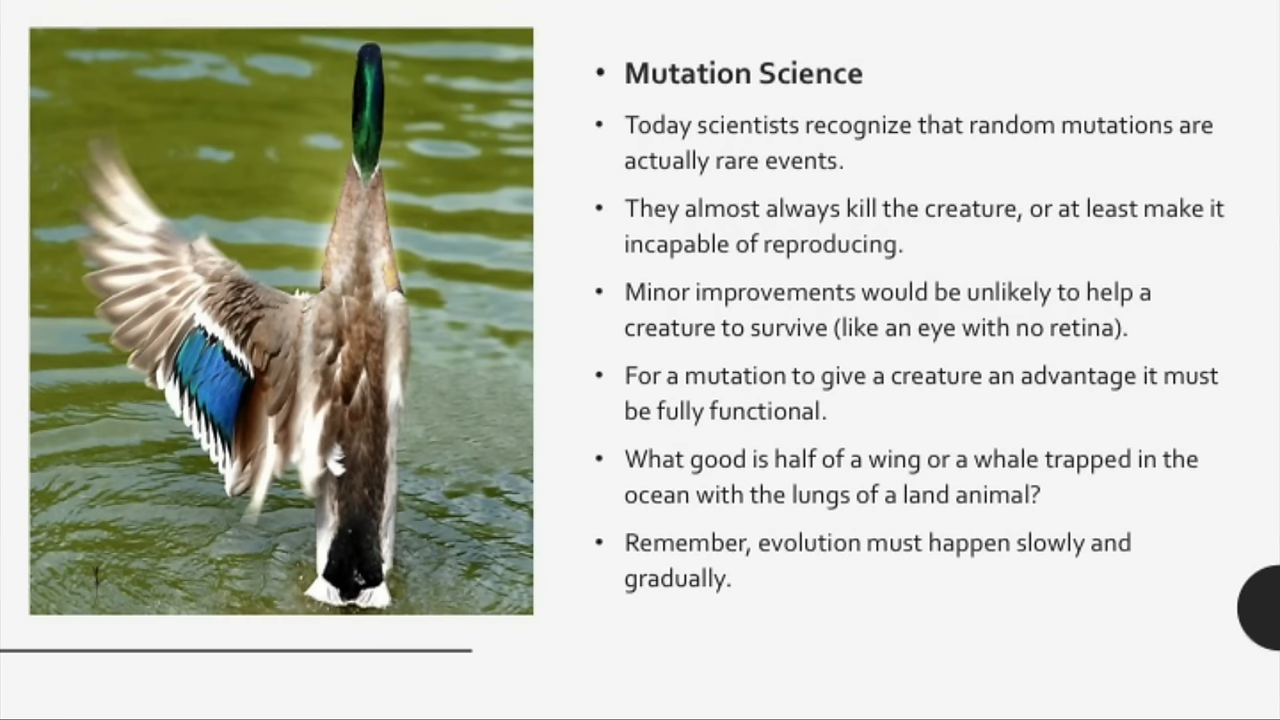 • Mutation Science
• Today scientists recognize that random mutations are
actually rare events.
• They almost always kill the creature, or at least make it
incapable of reproducing.
• Minor improvements would be unlikely to help a
creature to survive (like an eye with no retina).
• For a mutation to give a creature an advantage it must
be fully functional.
• What good is half of a wing or a whale trapped in the
ocean with the lungs of a land animal?
• Remember, evolution must happen slowly and
gradually.